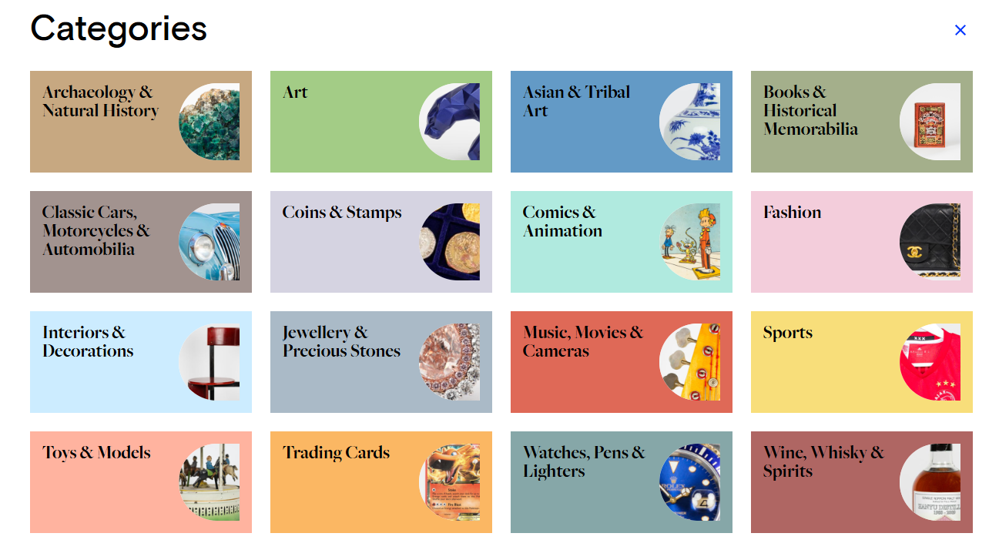 Categories
Archaeology &
Natural History
Art
Asian & Tribal
Art
Books &
Historical
Memorabilia
Classic Cars,
Motorcycles &
Automobilia
Coins & Stamps
Comics &
Animation
Fashion
Interiors &
Decorations
Jewellery &
Precious Stones
Music, Movies &
Cameras
Sports
Toys & Models
Trading Cards
Watches, Pens &
Lighters
ROLEX
Wine, Whisky &
Spirits